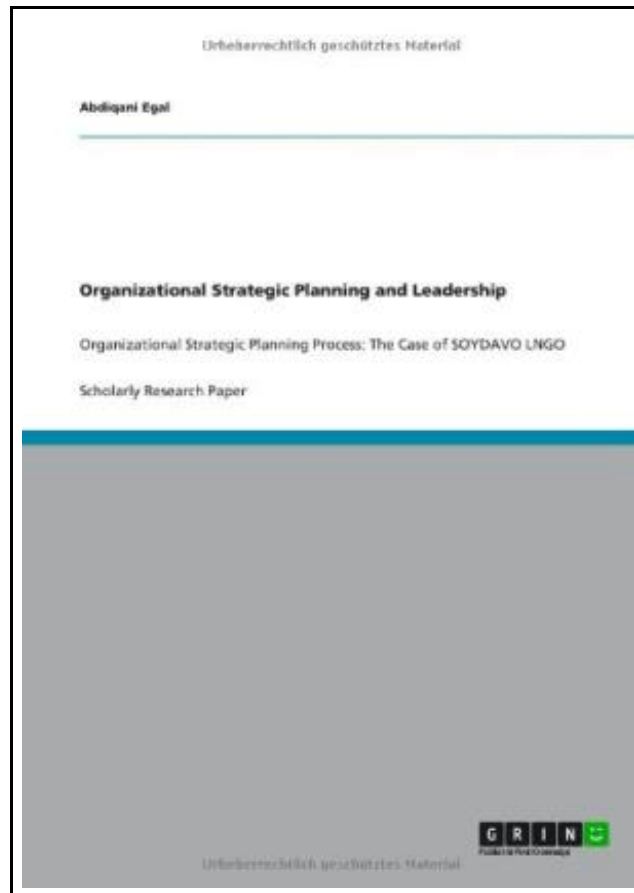 Urheberrechtlich geschütztes Material
Abdiqani Egal
Organizational Strategic Planning and Leadership
Organizational Strategic Planning Process: The Case of SOYDAVO LNGO
Scholarly Research Paper
G R I N
Urheberrechtlich geschütztes Material